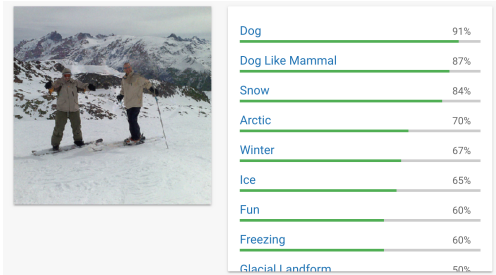 Dog 91%
Dog Like Mammal 87%
Snow 84%
Arctic 70%
Winter 67%
Ice 65%
Fun 60%
Freezing 60%
Glacial Landform 50%